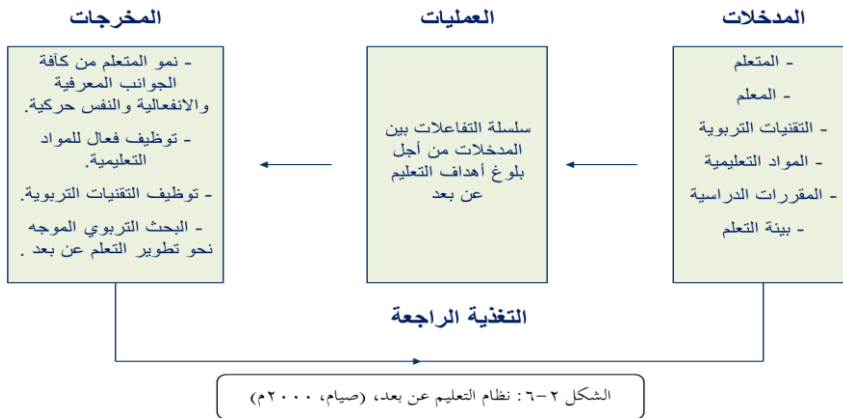 المدخلات
- المتعلم
- المعلم
- التقنيات التربوية
- المواد التعليمية
- المقررات الدراسية
- بيئة التعلم
العمليات
سلسلة التفاعلات بين
المدخلات من أجل
بلوغ أهداف التعليم
عن بعد
المخرجات
- نمو المتعلم من كآفة
الجوانب المعرفية
والانفعالية والنفس حركية.
- توظيف فعال للمواد
التعليمية.
- توظيف التقنيات التربوية.
- البحث التربوي الموجه
نحو تطوير التعلم عن بعد .
التغذية الراجعة
الشكل ٢-٦: نظام التعليم عن بعد، (صيام، ٢٠٠٠م)